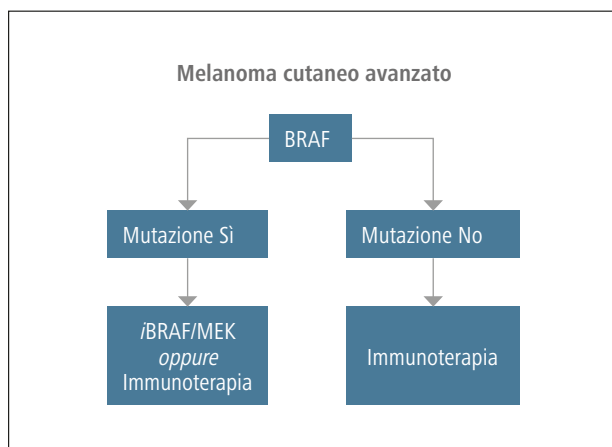 Melanoma cutaneo avanzato
BRAF
Mutazione Sì
Mutazione No
iBRAF/MEK
oppure
Immunoterapia
Immunoterapia